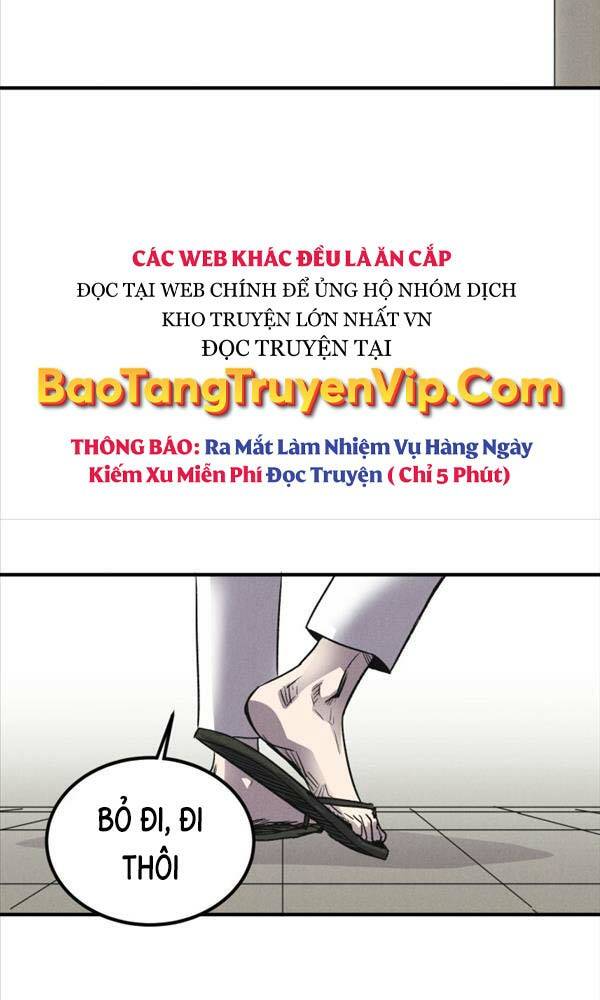 CÁC WEB KHÁC ĐỀU LÀ ĂN CẮP
ĐỌC TẠI WEB CHÍNH ĐỂ ỦNG HỘ NHÓM DỊCH
KHO TRUYỆN LỚN NHẤT VN
ĐỌC TRUYỆN TẠI
BaoTangTruyenVip.Com
THÔNG BÁO: Ra Mắt Làm Nhiệm Vụ Hàng Ngày
Kiếm Xu Miễn Phí Đọc Truyện ( Chỉ 5 Phút)
BỎ ĐI, ĐI
THÔI